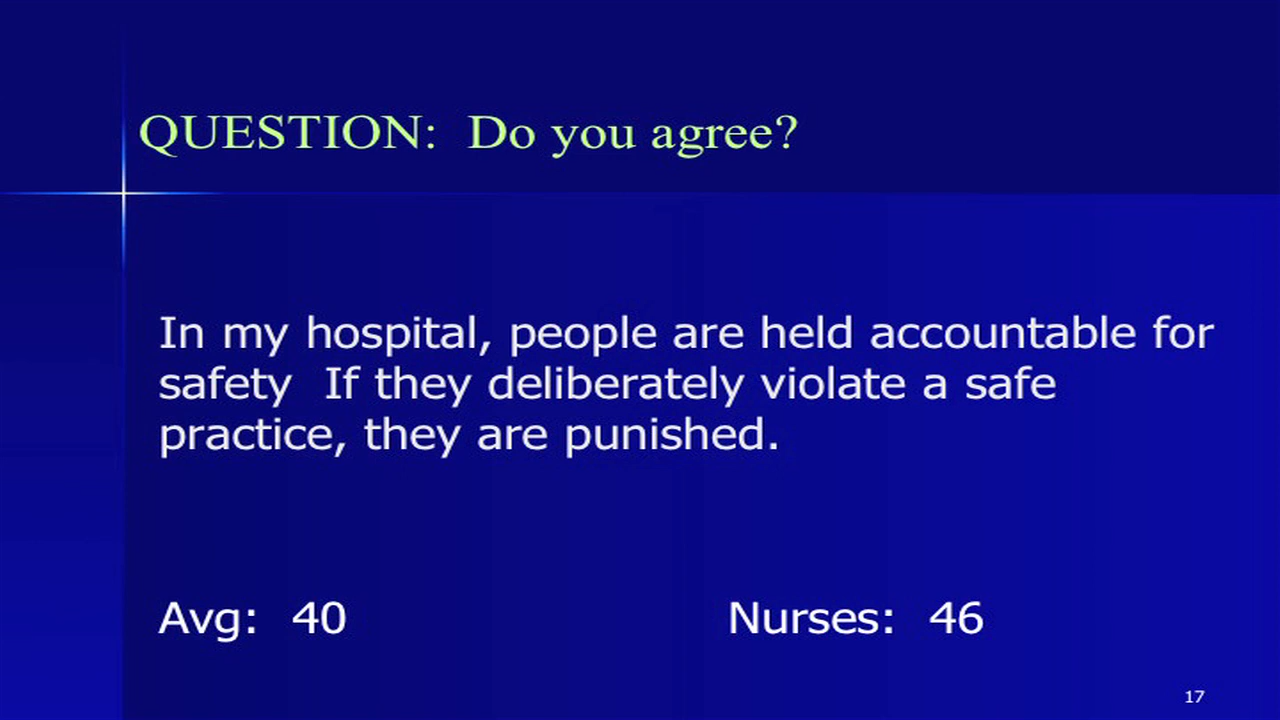 QUESTION:  Do you agree?
In my hospital, people are held accountable for
safety  If they deliberately violate a safe
practice, they are punished.
Avg:  40
Nurses:  46
17